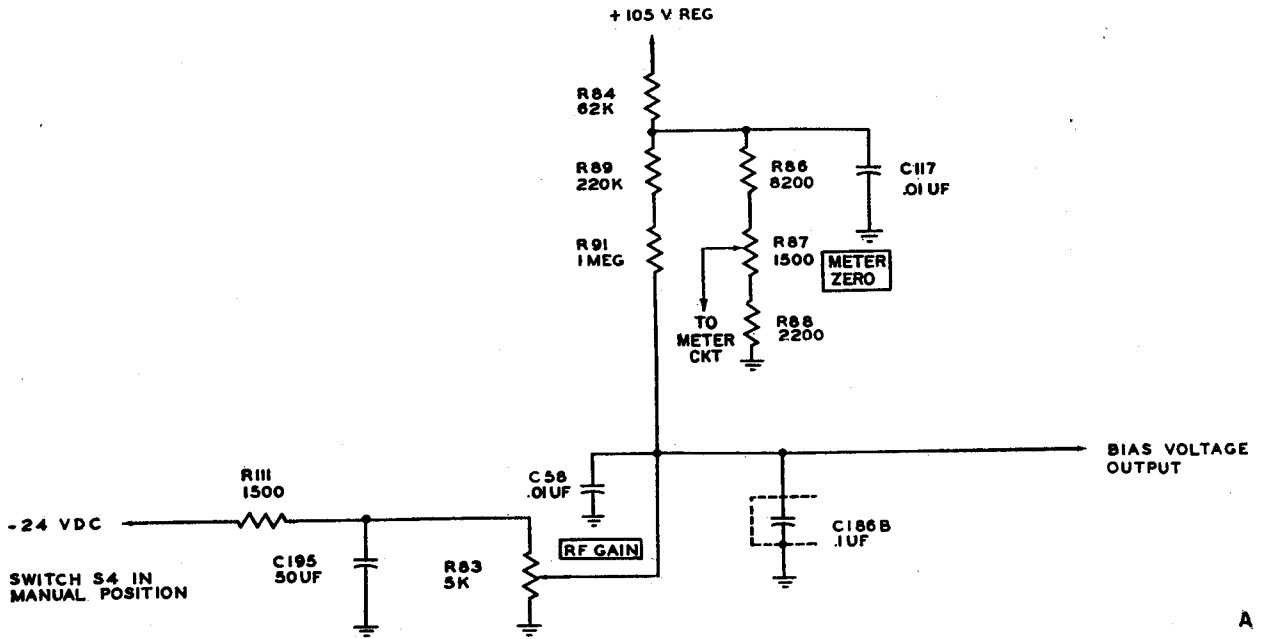 + 105 V REG
R84
62K
R89
220K
R86
8200
C117
.01 UF
R91
1 MEG
R87
1500
METER
ZERO
TO
METER
CKT
R88
2200
BIAS VOLTAGE
OUTPUT
R111
1500
C58
.01UF
-24 VDC
C186B
.1UF
RF GAIN
C195
50UF
R83
5K
SWITCH S4 IN
MANUAL POSITION
A